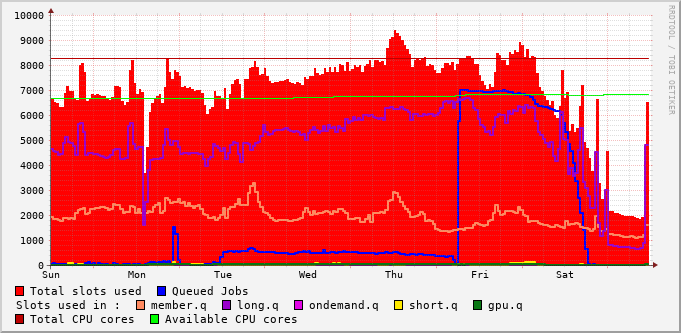 10000
9000
8000
7000
6000
5000
4000
3000
2000
1000
0
Sun Mon Tue Wed Thu Fri Sat
RRDTOOL / TOBI OETIKER
Total slots used Queued Jobs
Slots used in : member.q long.q ondemand.q short.q gpu.q
Total CPU cores Available CPU cores